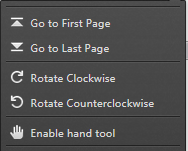 Go to First Page
Go to Last Page
Rotate Clockwise
Rotate Counterclockwise
Enable hand tool